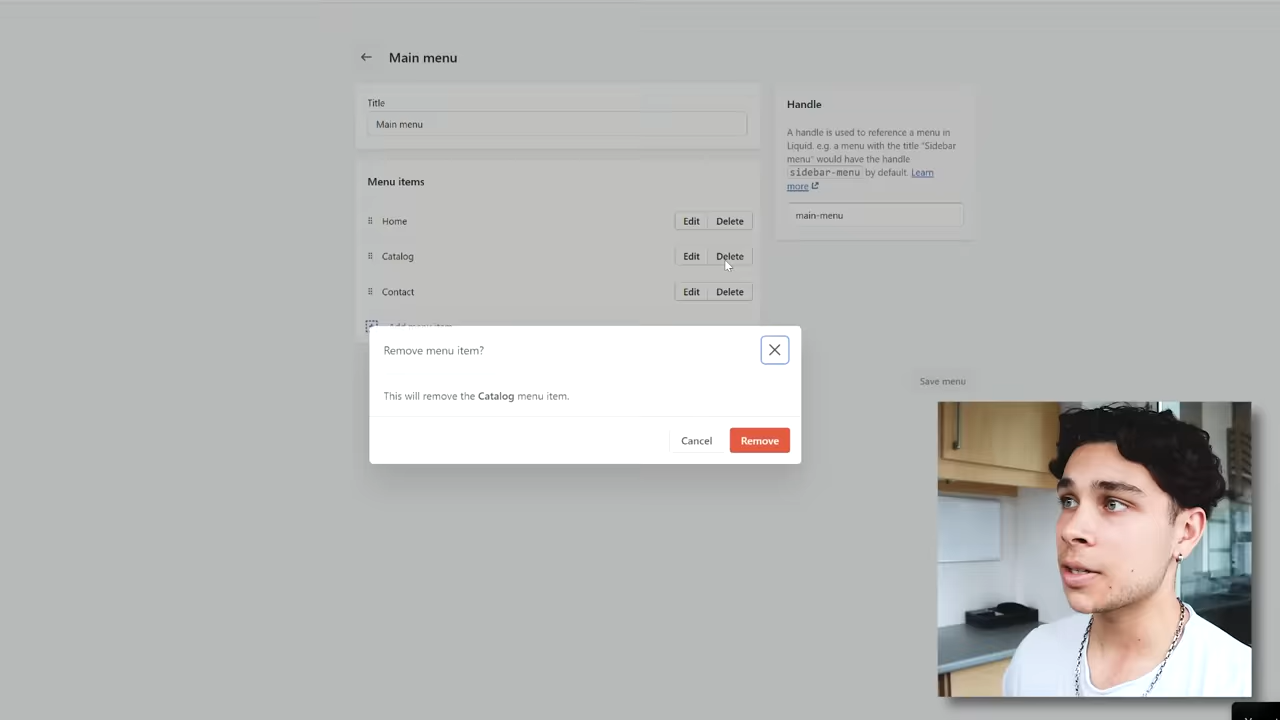 Main menu
Title
Main menu
Menu items
Home
Edit
Delete
Catalog
Edit
Delete
Contact
Edit
Delete
Add menu item
Handle
A handle is used to reference a menu in
Liquid. e.g. a menu with the title "Sidebar
menu" would have the handle
sidebar-menu by default. Learn
more
main-menu
Save menu
Remove menu item?
This will remove the Catalog menu item.
Cancel
Remove